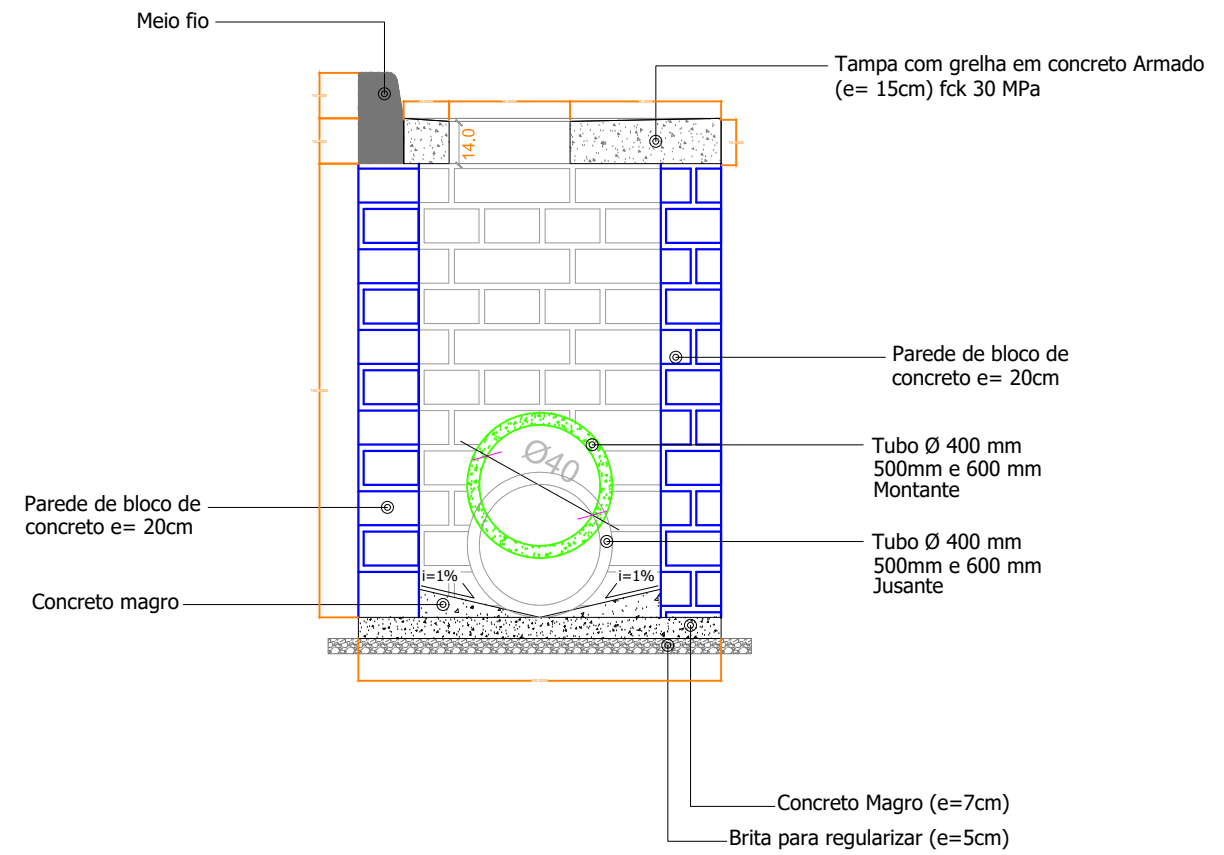 Meio fio
Tampa com grelha em concreto Armado
(e= 15cm) fck 30 MPa
14.0
Parede de bloco de
concreto e= 20cm
Ø40
Tubo Ø 400 mm
500mm e 600 mm
Montante
Parede de bloco de
concreto e= 20cm
Tubo Ø 400 mm
500mm e 600 mm
Jusante
i=1%
i=1%
Concreto magro
Concreto Magro (e=7cm)
Brita para regularizar (e=5cm)